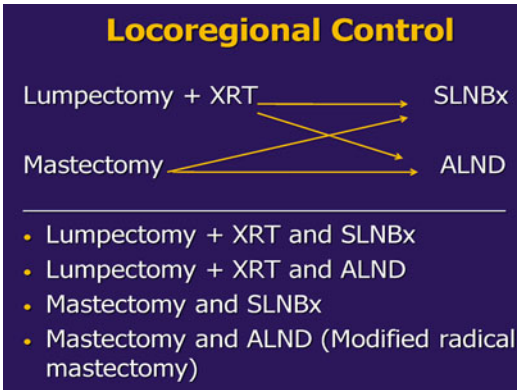 Locoregional Control
Lumpectomy + XRT SLNBx
Mastectomy ALND
• Lumpectomy + XRT and SLNBx
• Lumpectomy + XRT and ALND
• Mastectomy and SLNBx
• Mastectomy and ALND (Modified radical
mastectomy)